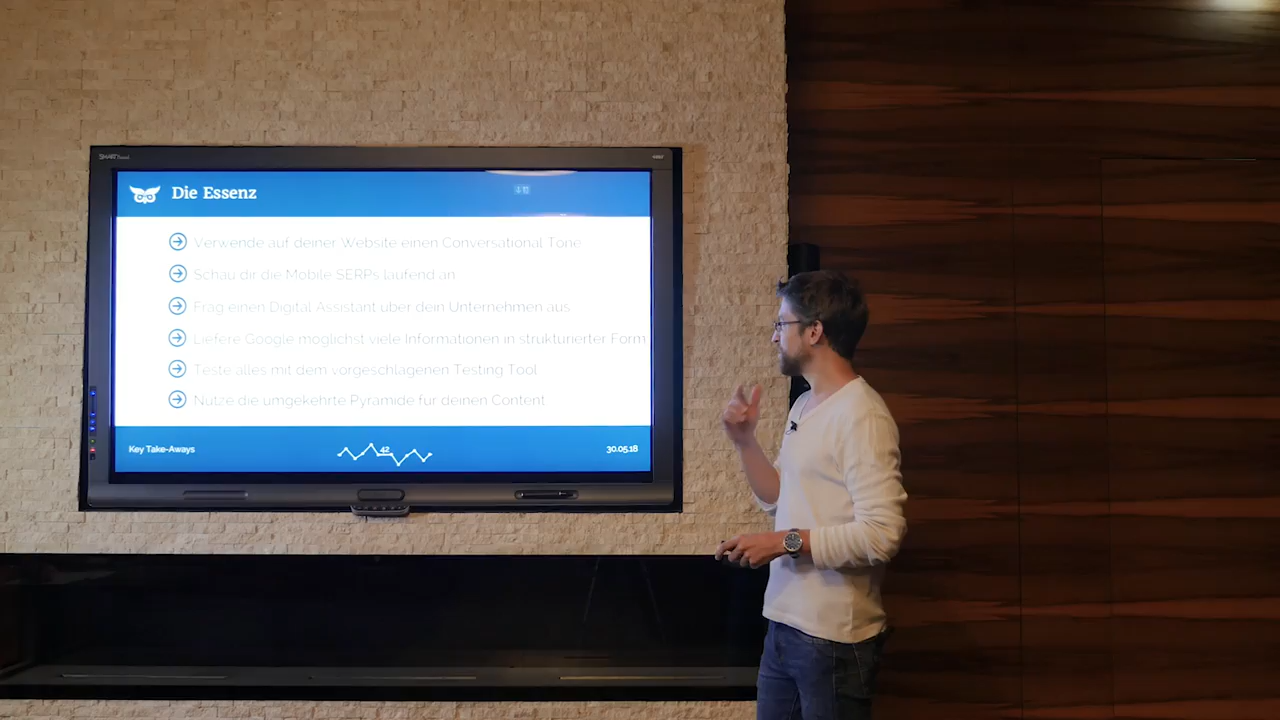 SMART Board
Die Essenz
Verwende auf deiner Website einen Conversational Tone
Schau dir die Mobile SERPs laufend an
Frag einen Digital Assistant über dein Unternehmen aus
Liefere Google möglichst viele Informationen in strukturierter Form
Teste alles mit dem vorgeschlagenen Testing Tool
Nutze die umgekehrte Pyramide für deinen Content
Key Take-Aways
42
30.05.18